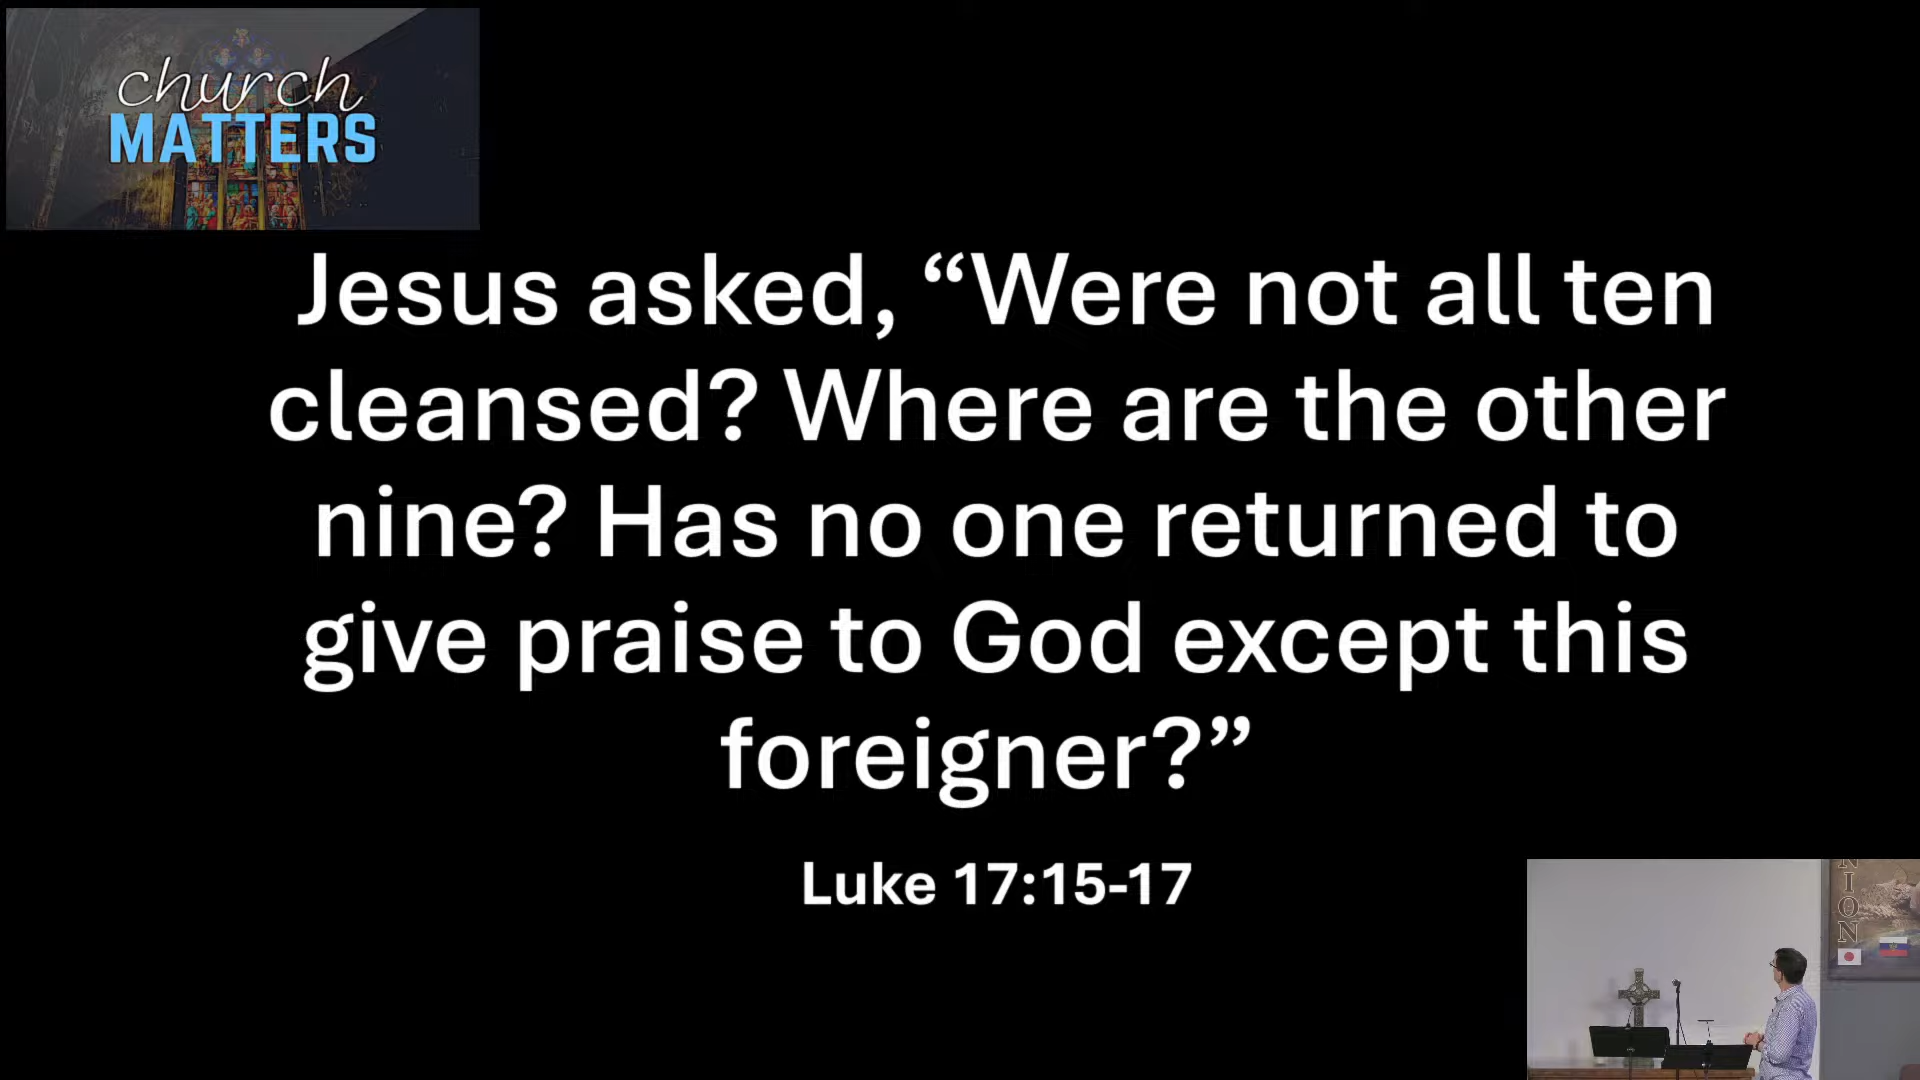 church
MATTERS
Jesus asked, “Were not all ten
cleansed? Where are the other
nine? Has no one returned to
give praise to God except this
foreigner?”
Luke 17:15-17
NION